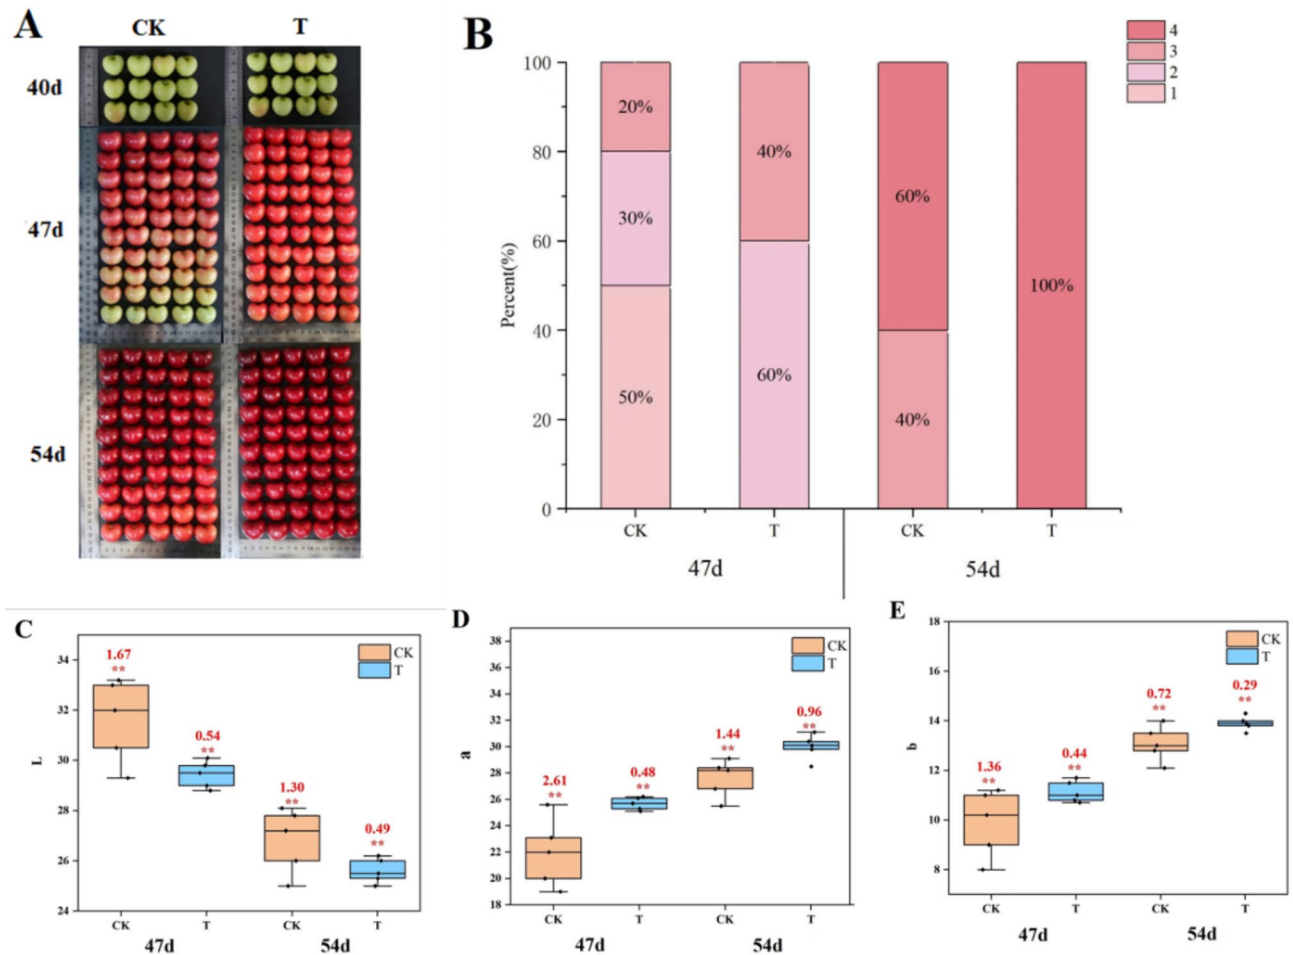 A
CK
T
40d
47d
54d
B
4
3
2
1
Percent(%)
100
80
60
40
20
0
20%
30%
50%
40%
60%
60%
40%
100%
CK
T
CK
T
47d
54d
C
L
34
32
30
28
26
24
1.67
**
0.54
**
1.30
**
0.49
**
CK
T
CK
T
CK
T
47d
54d
D
a
38
36
34
32
30
28
26
24
22
20
18
2.61
**
0.48
**
1.44
**
0.96
**
CK
T
CK
T
CK
T
47d
54d
E
b
18
16
14
12
10
8
1.36
**
0.44
**
0.72
**
0.29
**
CK
T
CK
T
CK
T
47d
54d